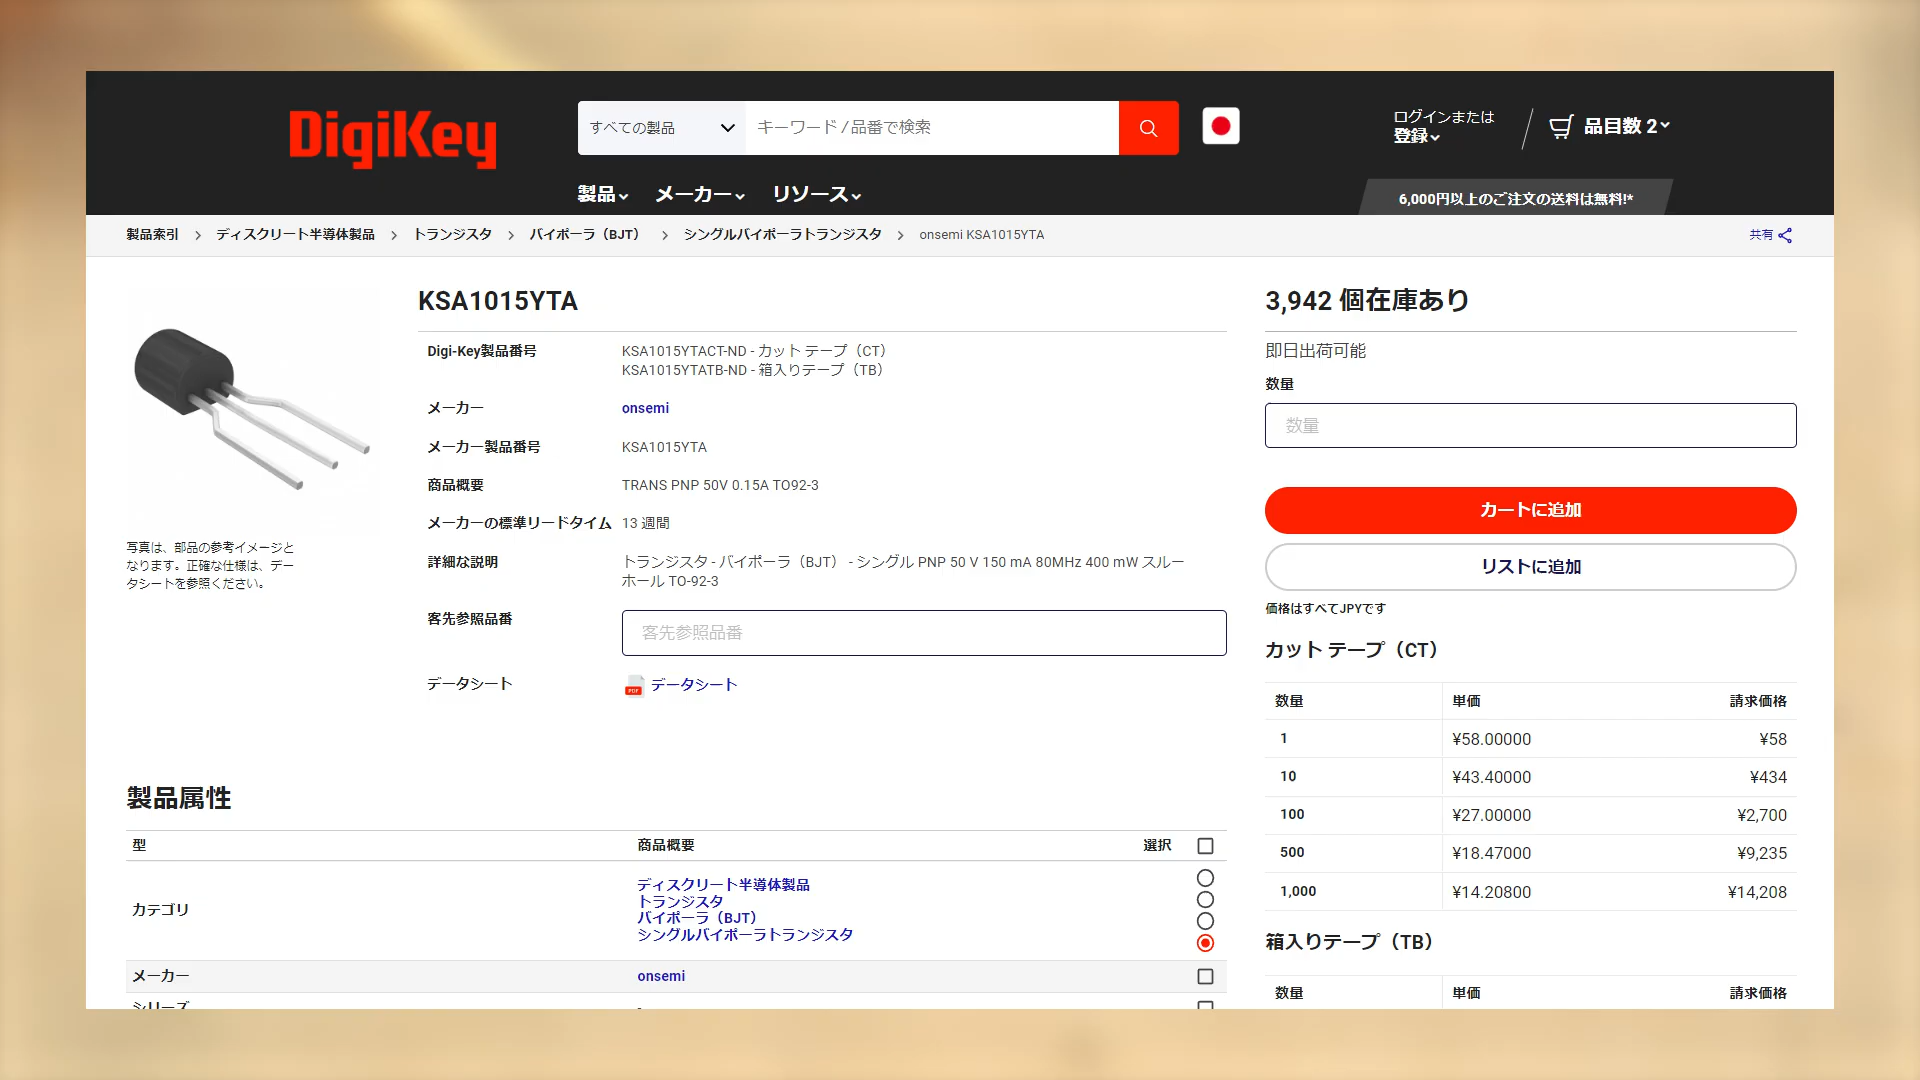 DigiKey
すべての製品
キーワード / 品番で検索
ログインまたは
登録
品目数 2
製品
メーカー
リソース
6,000円以上のご注文の送料は無料!*
製品索引 > ディスクリート半導体製品 > トランジスタ > バイポーラ（BJT） > シングルバイポーラトランジスタ > onsemi KSA1015YTA
共有
写真は、部品の参考イメージと
なります。正確な仕様は、デー
タシートを参照ください。
KSA1015YTA
Digi-Key製品番号
KSA1015YTACT-ND - カット テープ（CT）
KSA1015YTATB-ND - 箱入りテープ（TB）
メーカー
onsemi
メーカー製品番号
KSA1015YTA
商品概要
TRANS PNP 50V 0.15A TO92-3
メーカーの標準リードタイム
13 週間
詳細な説明
トランジスタ - バイポーラ（BJT） - シングル PNP 50 V 150 mA 80MHz 400 mW スルー
ホール TO-92-3
客先参照品番
客先参照品番
データシート
PDF
データシート
3,942 個在庫あり
即日出荷可能
数量
数量
カートに追加
リストに追加
価格はすべてJPYです
カット テープ（CT）
数量 単価 請求価格
1 ¥58.00000 ¥58
10 ¥43.40000 ¥434
100 ¥27.00000 ¥2,700
500 ¥18.47000 ¥9,235
1,000 ¥14.20800 ¥14,208
箱入りテープ（TB）
数量 単価 請求価格
製品属性
型 商品概要 選択
カテゴリ
ディスクリート半導体製品
トランジスタ
バイポーラ（BJT）
シングルバイポーラトランジスタ
メーカー onsemi
シリーズ -